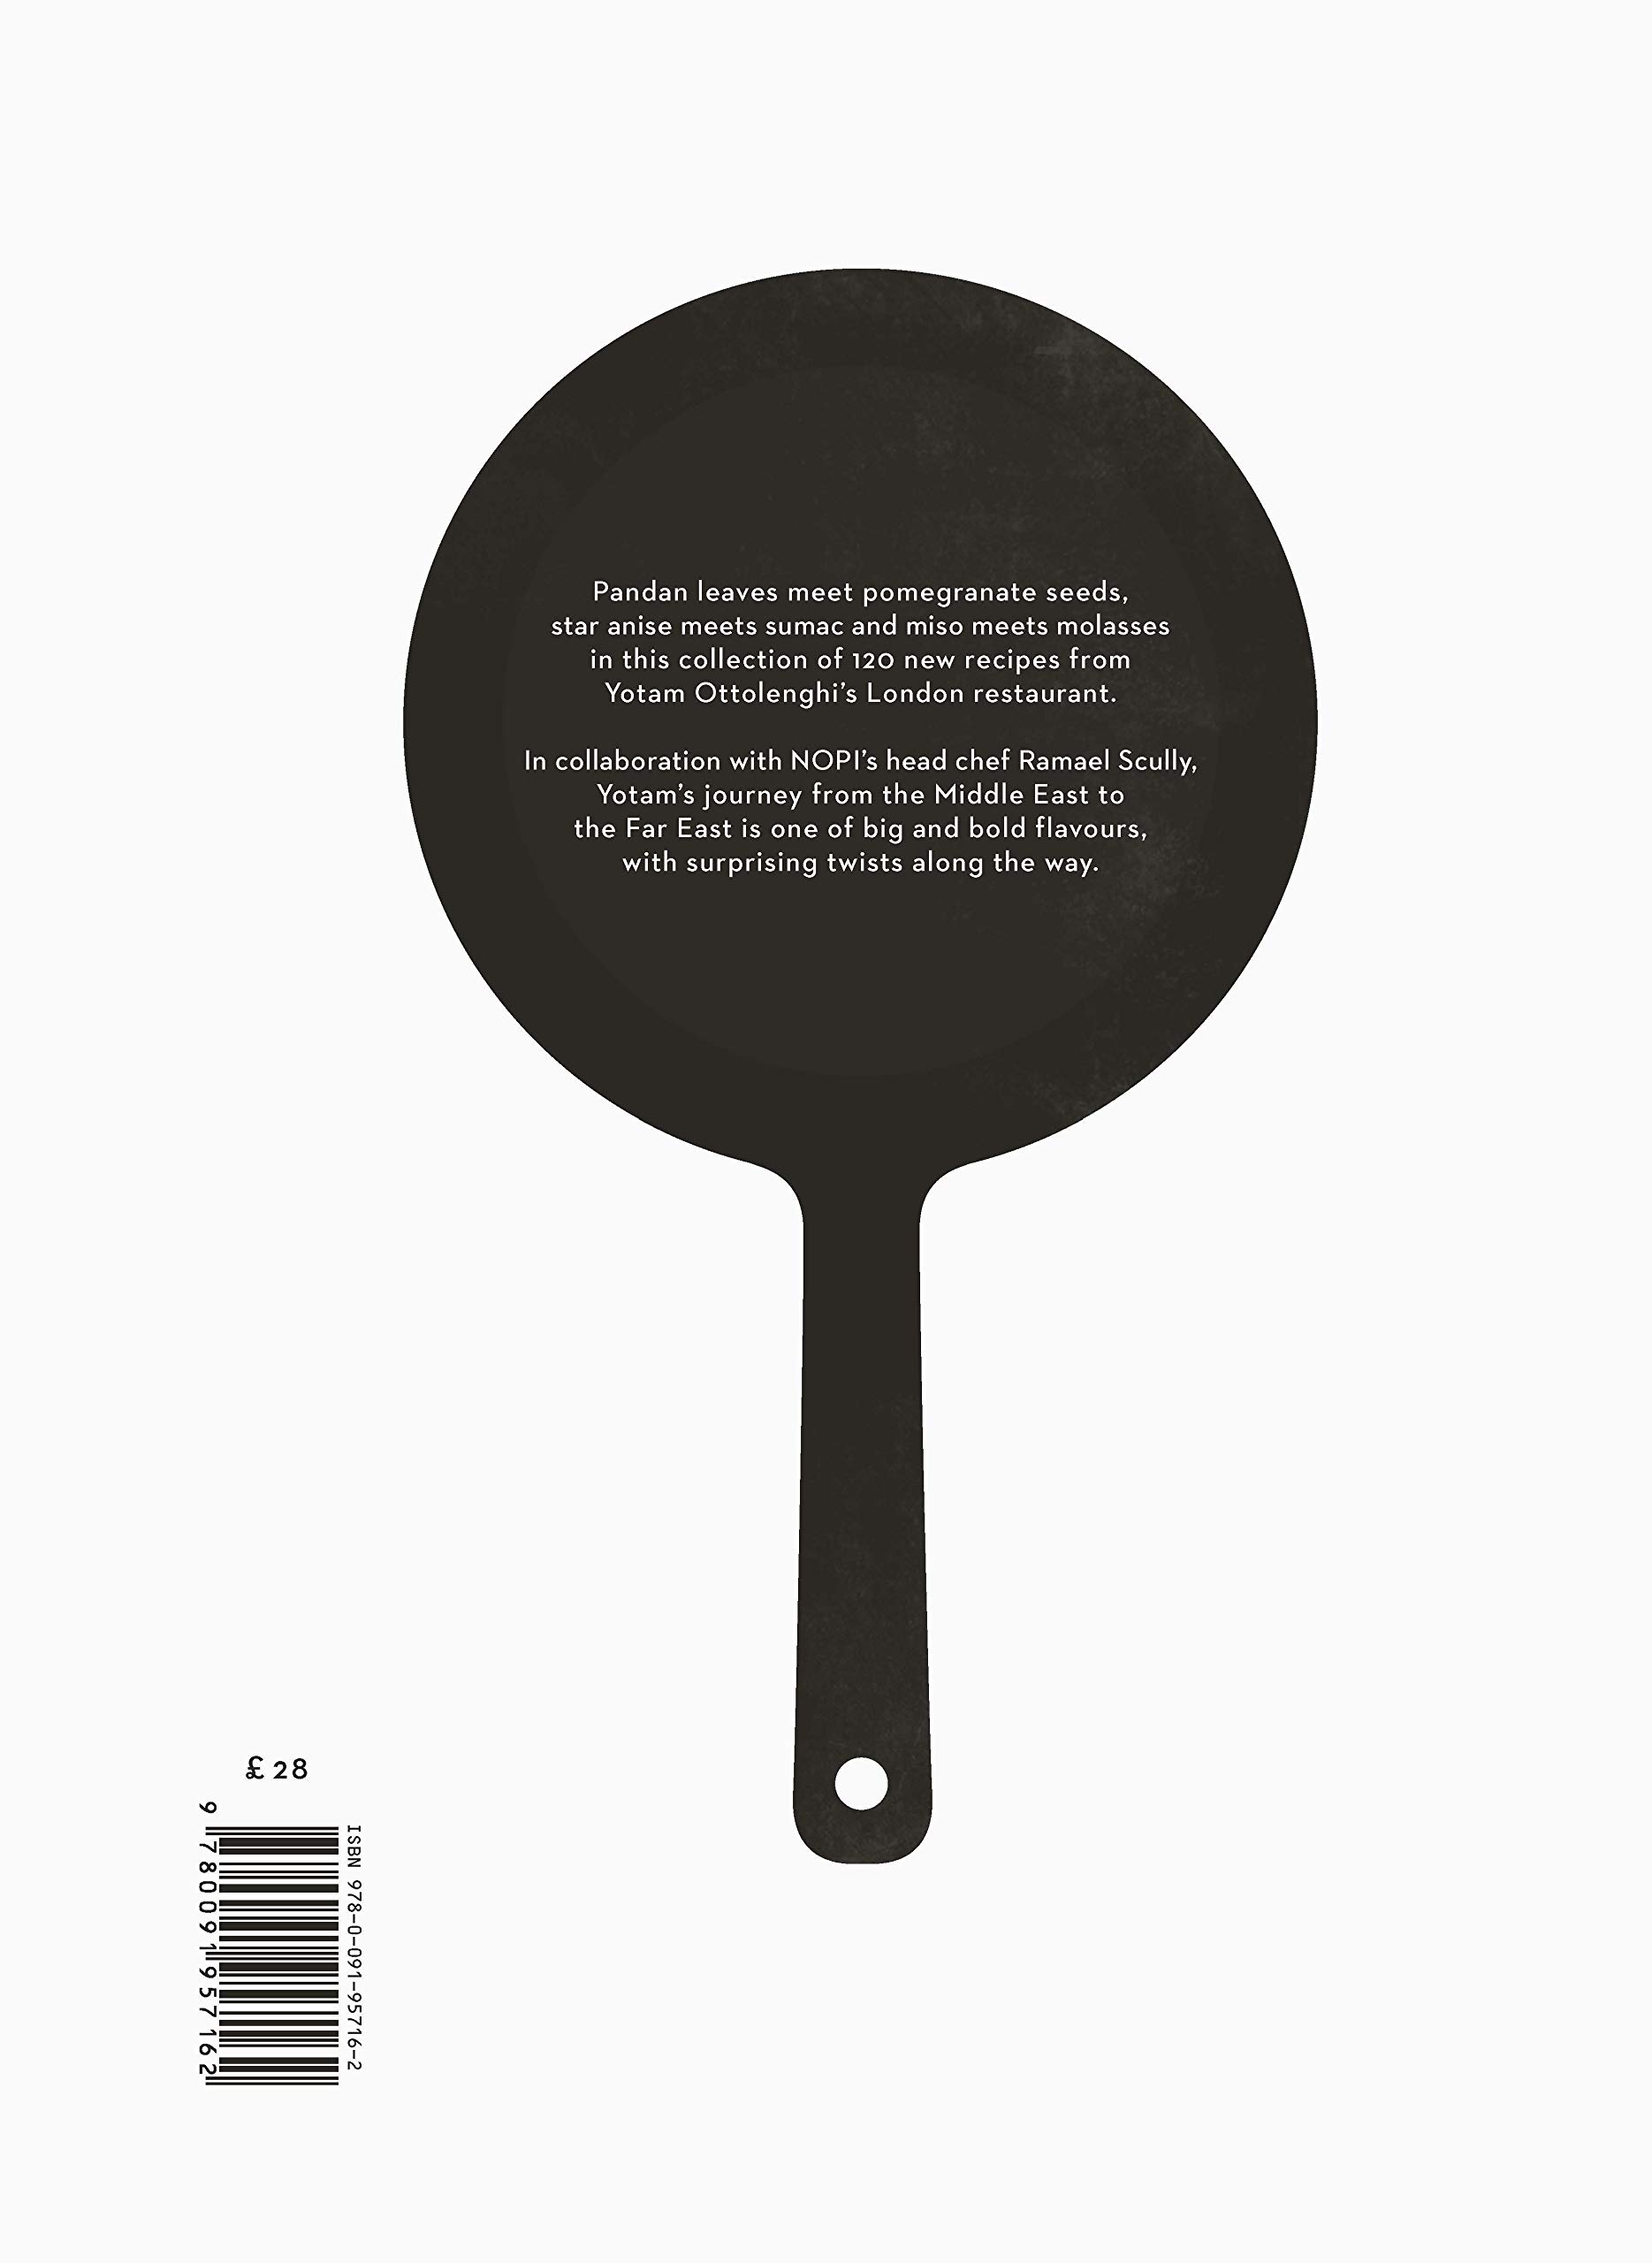 Pandan leaves meet pomegranate seeds,
star anise meets sumac and miso meets molasses
in this collection of 120 new recipes from
Yotam Ottolenghi’s London restaurant.
In collaboration with NOPI’s head chef Ramael Scully,
Yotam’s journey from the Middle East to
the Far East is one of big and bold flavours,
with surprising twists along the way.
£28
ISBN 978-0-091-95716-2
9 780091 957162